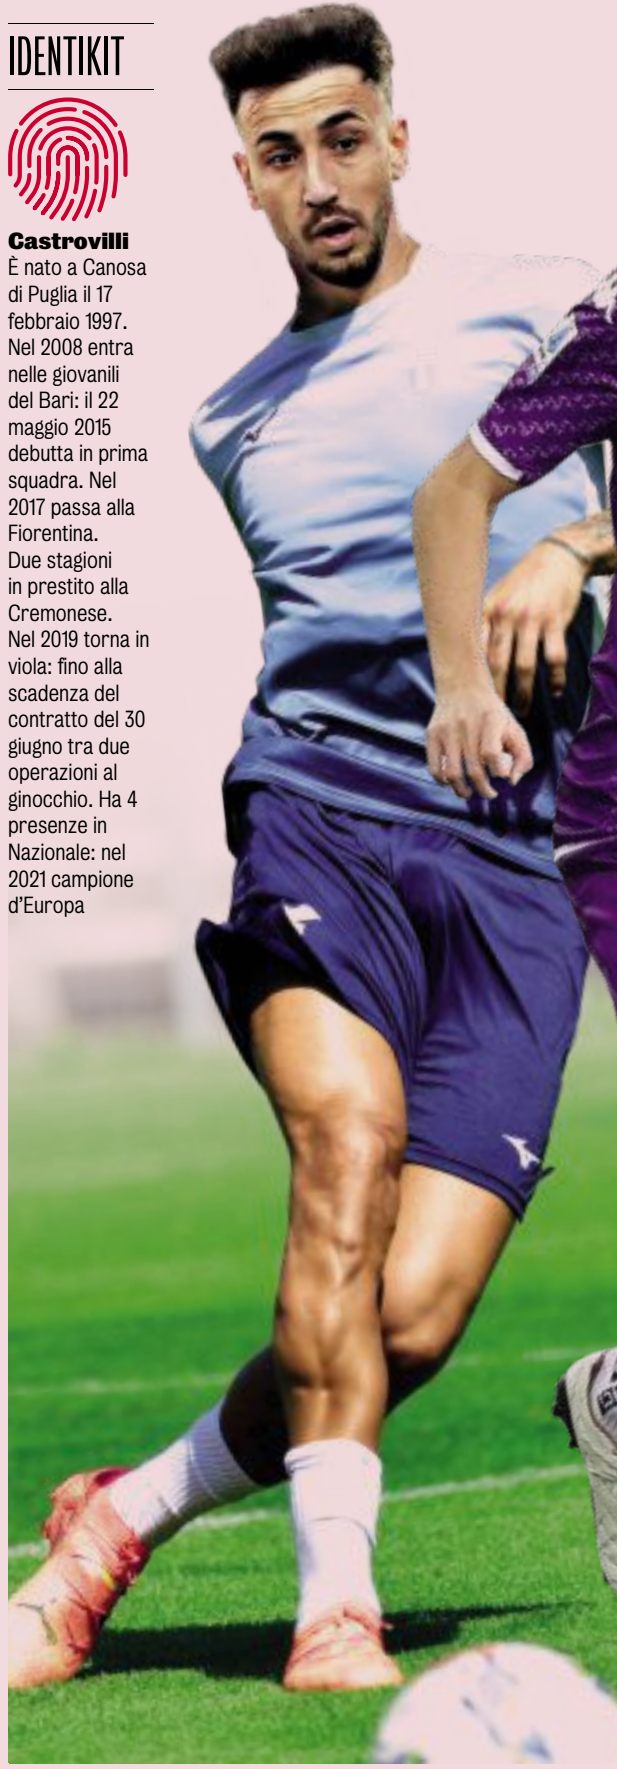 IDENTIKIT
Castrovilli
È nato a Canosa
di Puglia il 17
febbraio 1997.
Nel 2008 entra
nelle giovanili
del Bari: il 22
maggio 2015
debutta in prima
squadra. Nel
2017 passa alla
Fiorentina.
Due stagioni
in prestito alla
Cremonese.
Nel 2019 torna in
viola: fino alla
scadenza del
contratto del 30
giugno tra due
operazioni al
ginocchio. Ha 4
presenze in
Nazionale: nel
2021 campione
d’Europa